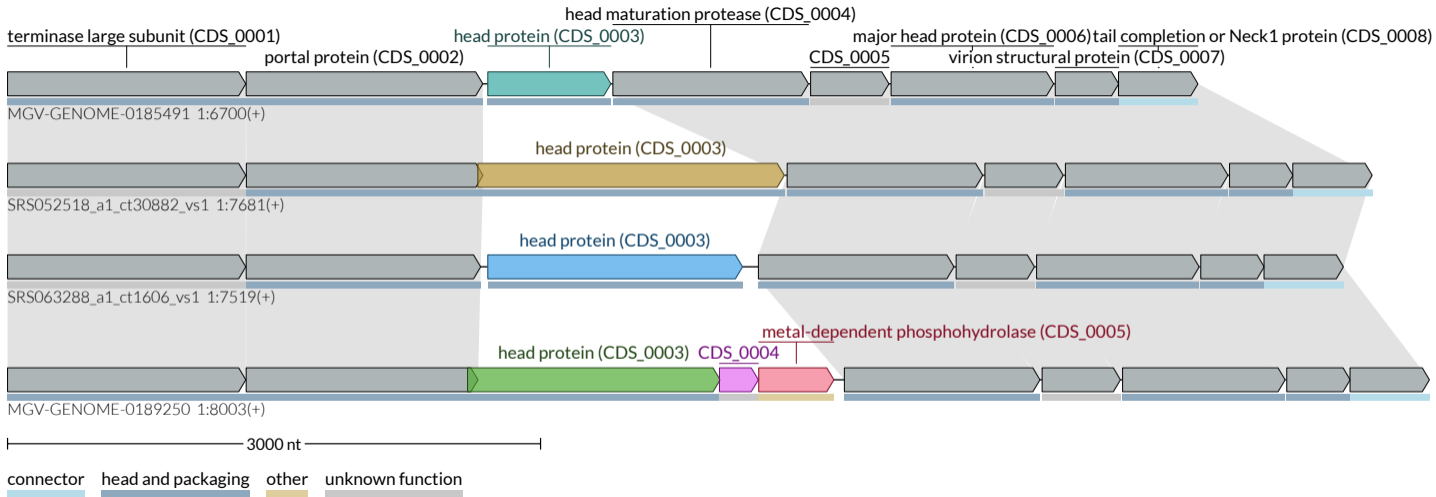 head maturation protease (CDS_0004)
terminase large subunit (CDS_0001) head protein (CDS_0003) major head protein (CDS_0006) tail completion or Neck1 protein (CDS_0008)
portal protein (CDS_0002) CDS_0005 virion structural protein (CDS_0007)
MGV-GENOME-0185491 1:6700(+)
head protein (CDS_0003)
SRS052518_a1_ct30882_vs1 1:7681(+)
head protein (CDS_0003)
SRS063288_a1_ct1606_vs1 1:7519(+)
metal-dependent phosphohydrolase (CDS_0005)
head protein (CDS_0003) CDS_0004
MGV-GENOME-0189250 1:8003(+)
3000 nt
connector head and packaging other unknown function